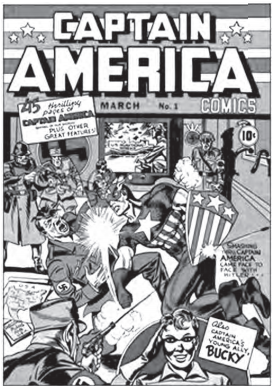 CAPTAIN
AMERICA
COMICS
MARCH No. 1
10¢
45 thrilling
pages of
CAPTAIN AMERICA
PLUS OTHER
GREAT FEATURES!
SMASHING
CAPTAIN
AMERICA
CAME FACE TO
FACE WITH
HITLER
Also
CAPTAIN
AMERICA'S
YOUNG ALLY,
BUCKY